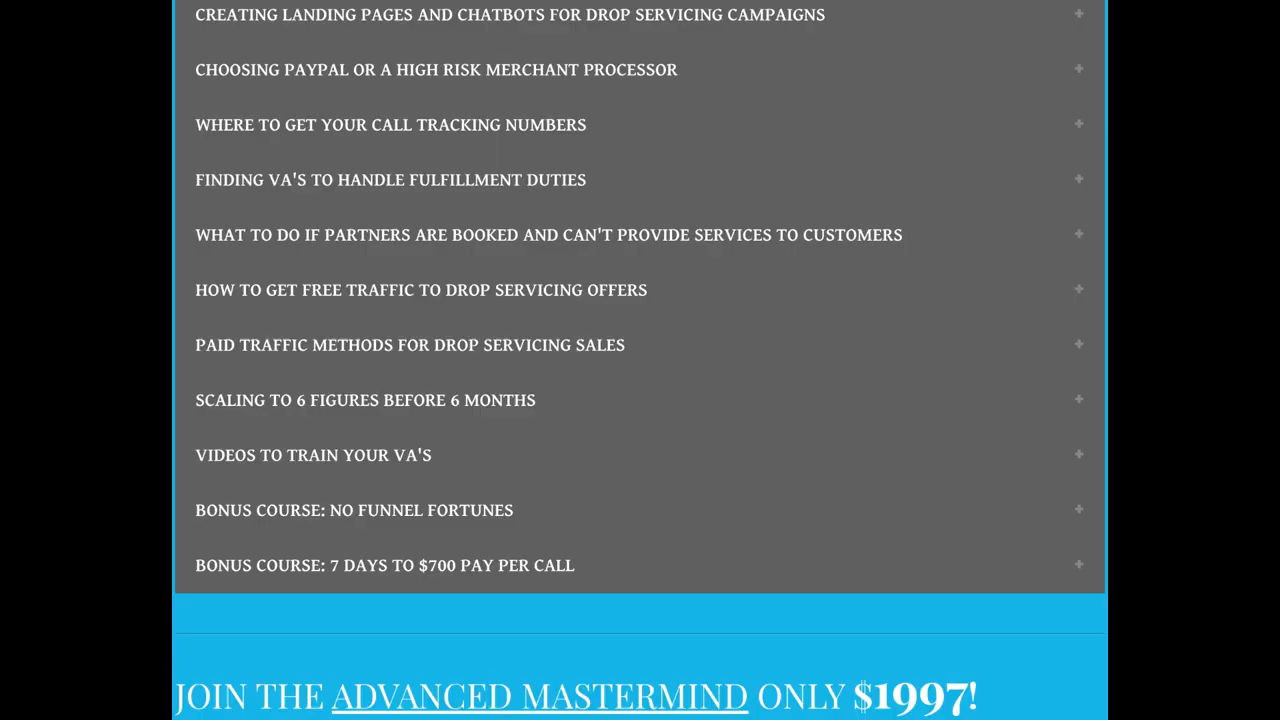 CREATING LANDING PAGES AND CHATBOTS FOR DROP SERVICING CAMPAIGNS
CHOOSING PAYPAL OR A HIGH RISK MERCHANT PROCESSOR
WHERE TO GET YOUR CALL TRACKING NUMBERS
FINDING VA'S TO HANDLE FULFILLMENT DUTIES
WHAT TO DO IF PARTNERS ARE BOOKED AND CAN'T PROVIDE SERVICES TO CUSTOMERS
HOW TO GET FREE TRAFFIC TO DROP SERVICING OFFERS
PAID TRAFFIC METHODS FOR DROP SERVICING SALES
SCALING TO 6 FIGURES BEFORE 6 MONTHS
VIDEOS TO TRAIN YOUR VA'S
BONUS COURSE: NO FUNNEL FORTUNES
BONUS COURSE: 7 DAYS TO $700 PAY PER CALL
JOIN THE ADVANCED MASTERMIND ONLY $1997!